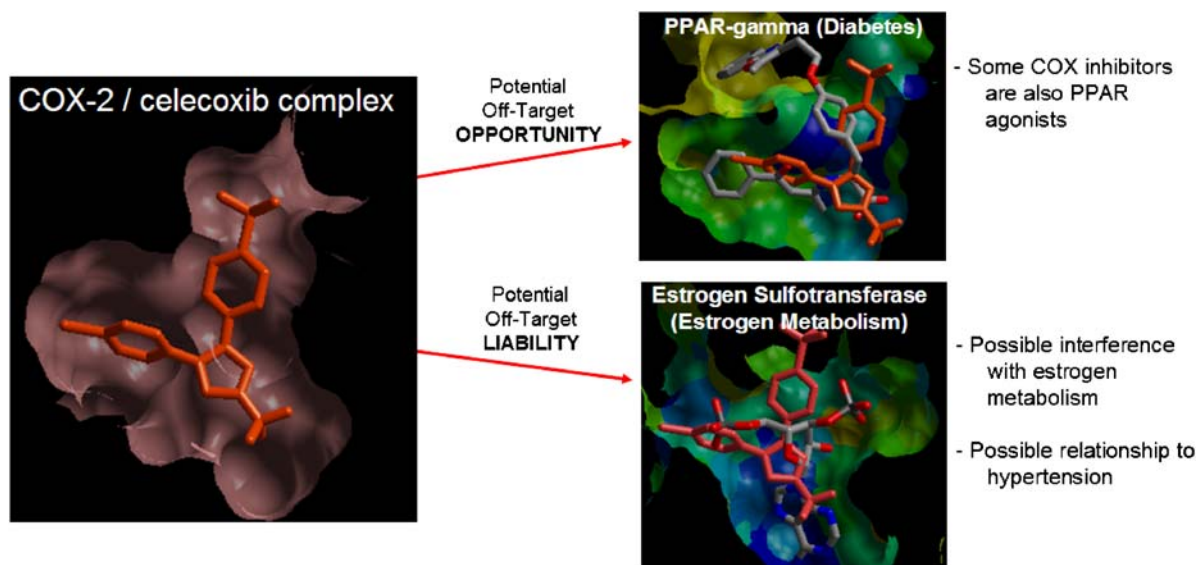 COX-2 / celecoxib complex
Potential
Off-Target
OPPORTUNITY
PPAR-gamma (Diabetes)
- Some COX inhibitors
are also PPAR
agonists
Potential
Off-Target
LIABILITY
Estrogen Sulfotransferase
(Estrogen Metabolism)
- Possible interference
with estrogen
metabolism
- Possible relationship to
hypertension